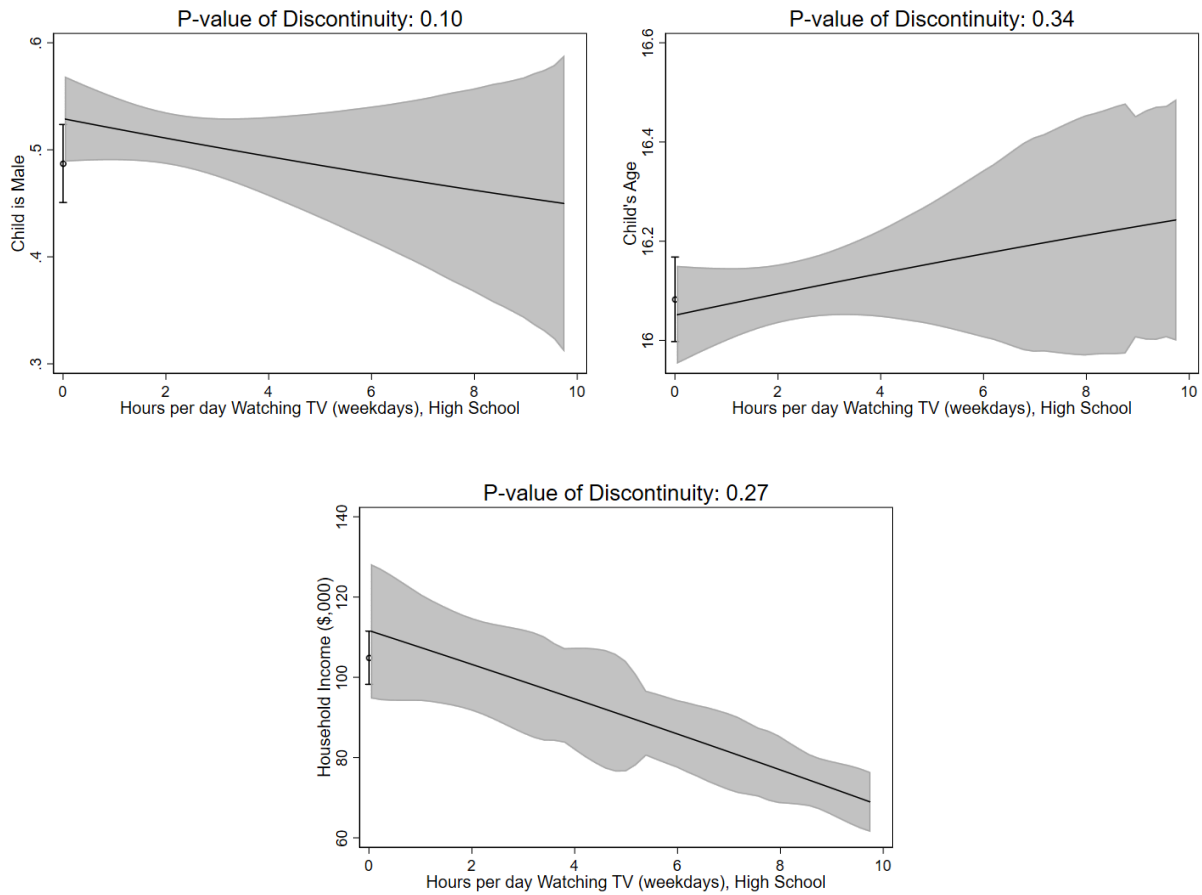 P-value of Discontinuity: 0.10
.6
.5
.4
.3
Child is Male
0 2 4 6 8 10
Hours per day Watching TV (weekdays), High School
P-value of Discontinuity: 0.34
16.6
16.4
16.2
16
Child's Age
0 2 4 6 8 10
Hours per day Watching TV (weekdays), High School
P-value of Discontinuity: 0.27
140
120
100
80
60
Household Income ($,000)
0 2 4 6 8 10
Hours per day Watching TV (weekdays), High School